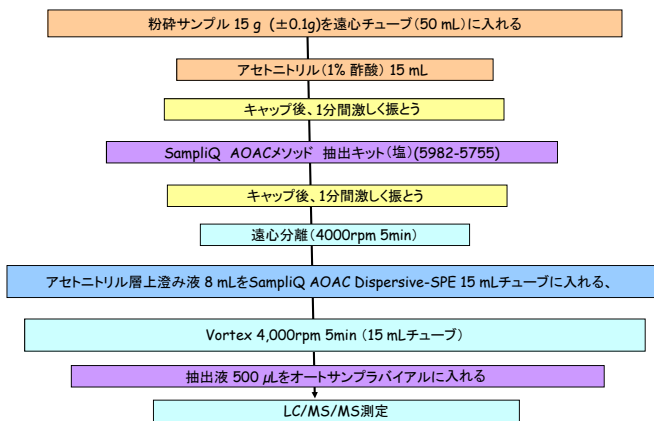 粉砕サンプル 15 g (±0.1g)を遠心チューブ(50 mL)に入れる
アセトニトリル(1% 酢酸) 15 mL
キャップ後、1分間激しく振とう
SampliQ AOACメソッド 抽出キット(塩)(5982-5755)
キャップ後、1分間激しく振とう
遠心分離(4000rpm 5min)
アセトニトリル層上澄み液 8 mLをSampliQ AOAC Dispersive-SPE 15 mLチューブに入れる、
Vortex 4,000rpm 5min (15 mLチューブ)
抽出液 500 μLをオートサンプラバイアルに入れる
LC/MS/MS測定